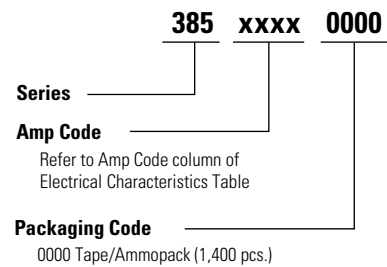 385 xxxx 0000
Series
Amp Code
Refer to Amp Code column of
Electrical Characteristics Table
Packaging Code
0000 Tape/Ammopack (1,400 pcs.)